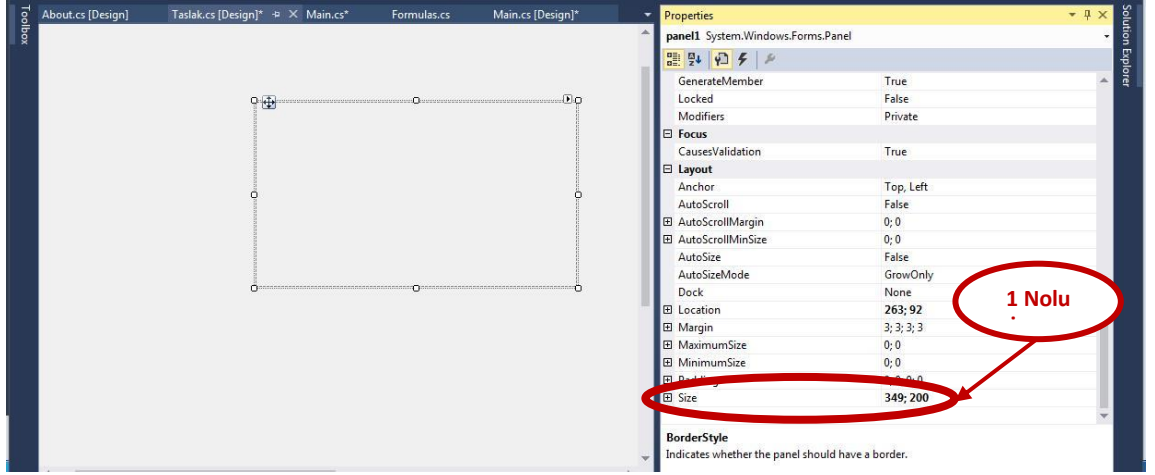 Toolbox
About.cs [Design]
Taslak.cs [Design]*
Main.cs*
Formulas.cs
Main.cs [Design]*
Properties
panel1 System.Windows.Forms.Panel
GenerateMember True
Locked False
Modifiers Private
Focus
CausesValidation True
Layout
Anchor Top, Left
AutoScroll False
AutoScrollMargin 0; 0
AutoScrollMinSize 0; 0
AutoSize False
AutoSizeMode GrowOnly
Dock None
Location 263; 92
Margin 3; 3; 3; 3
MaximumSize 0; 0
MinimumSize 0; 0
Size 349; 200
1 Nolu
BorderStyle
Indicates whether the panel should have a border.
Solution Explorer